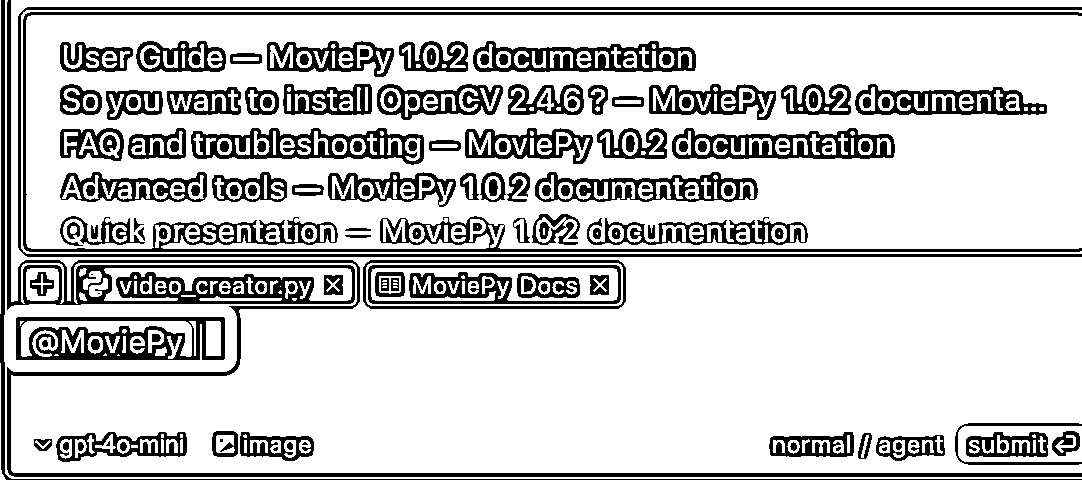 User Guide — MoviePy 1.0.2 documentation
So you want to install OpenCV 2.4.6 ? — MoviePy 1.0.2 documenta...
FAQ and troubleshooting — MoviePy 1.0.2 documentation
Advanced tools — MoviePy 1.0.2 documentation
Quick presentation — MoviePy 1.0.2 documentation
video_creator.py MoviePy Docs
@MoviePy
gpt-4o-mini image normal / agent submit